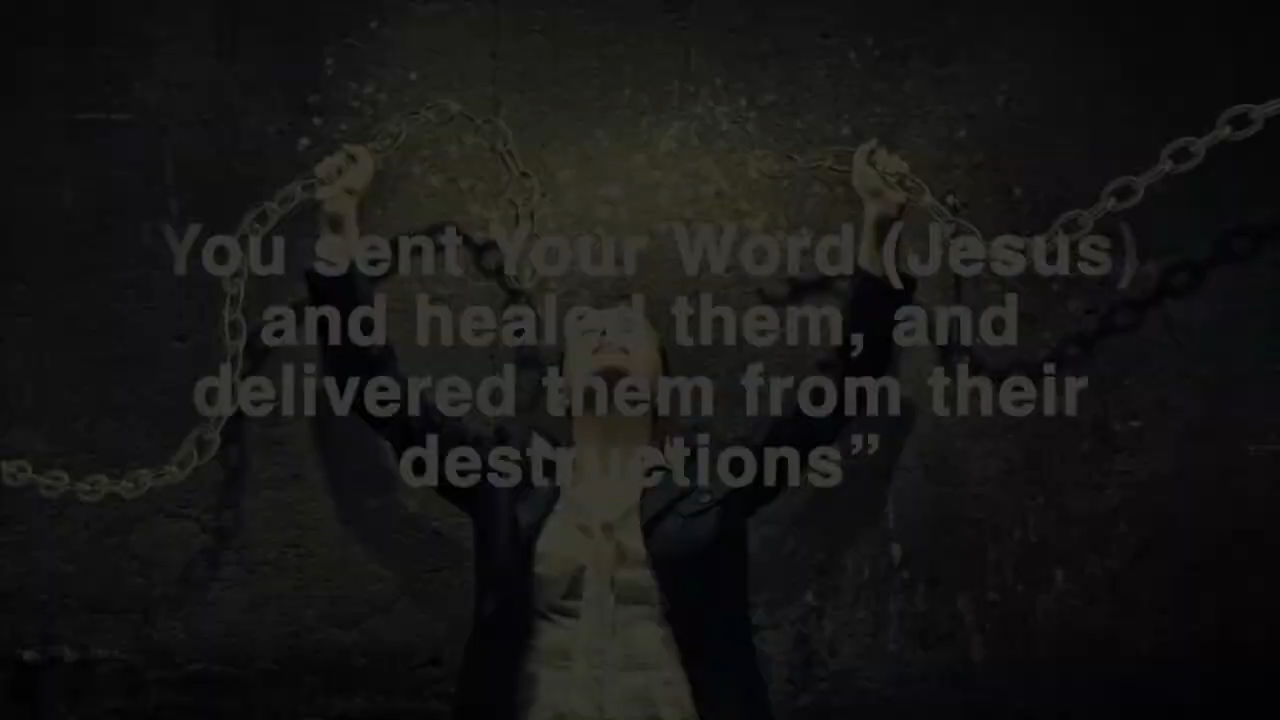 You sent Your Word (Jesus)
and healed them, and
delivered them from their
destructions”